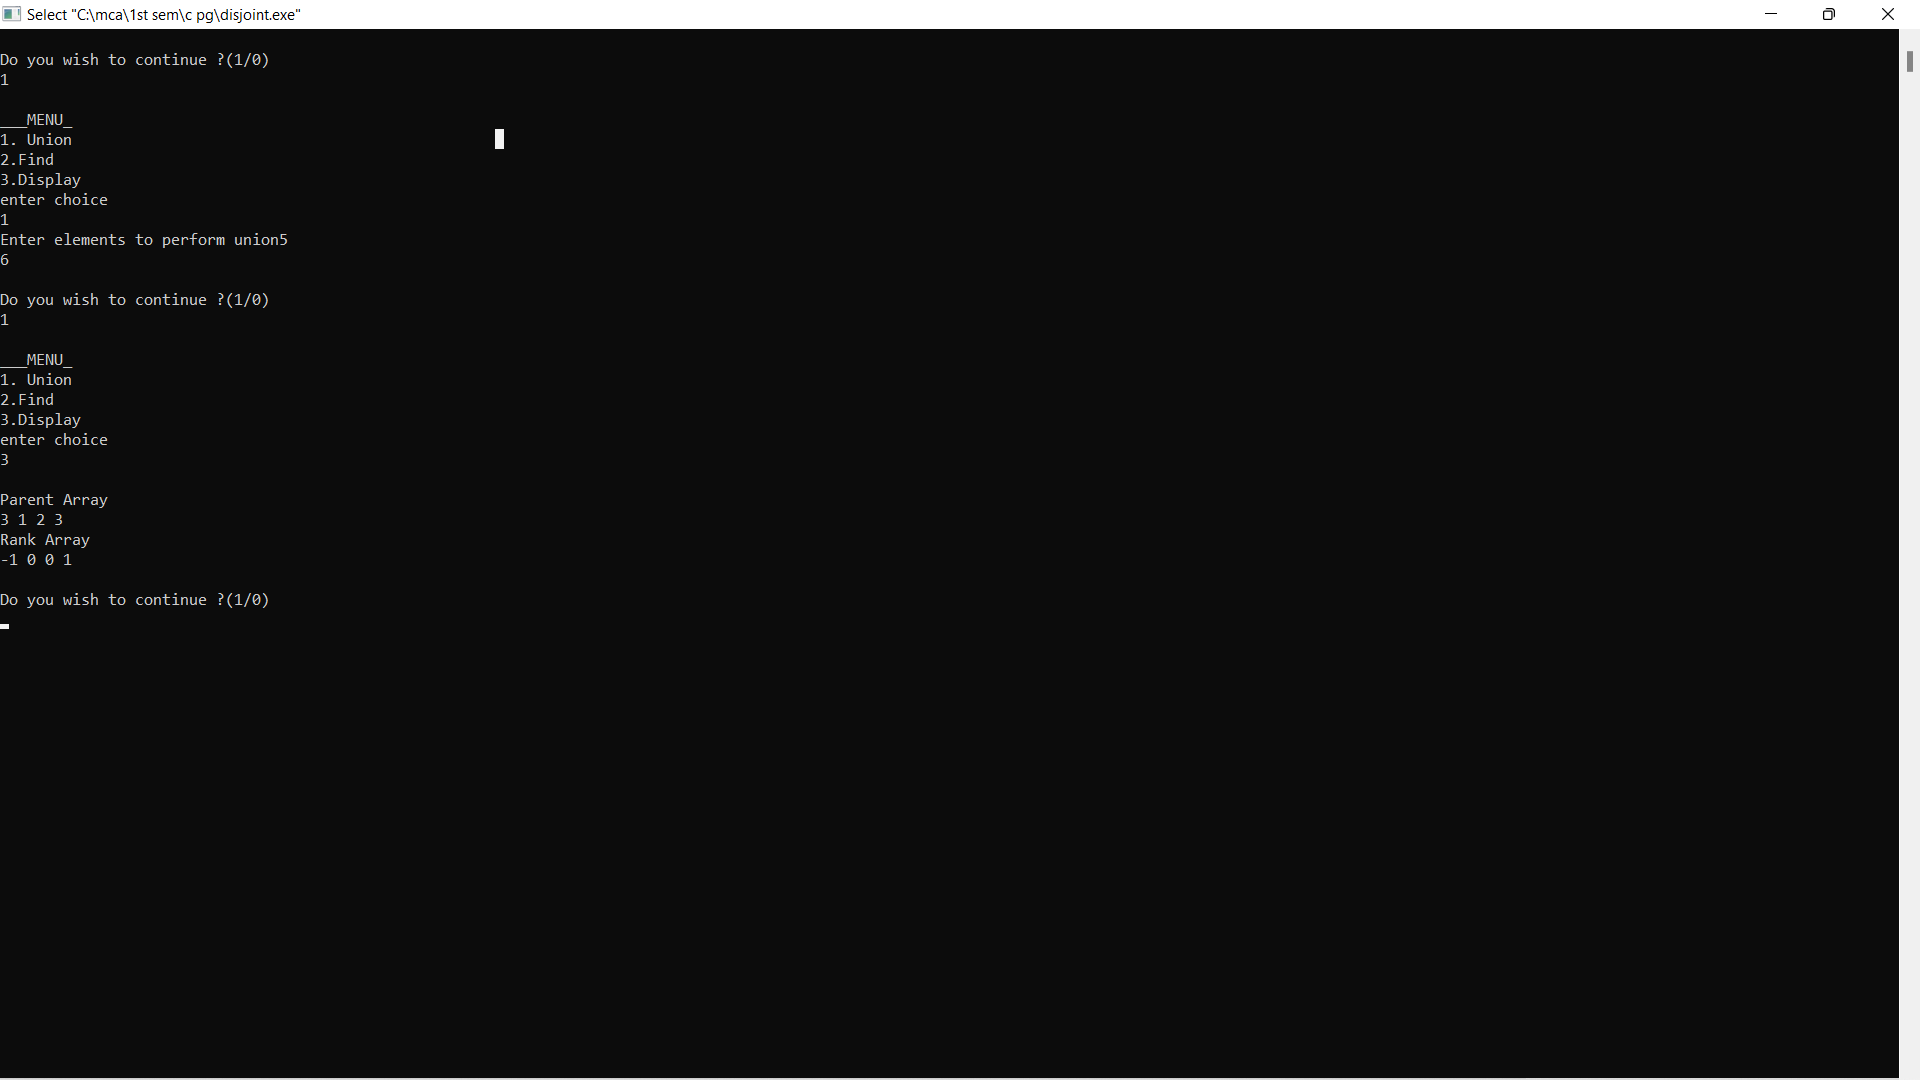 Select "C:\mca\1st sem\c pg\disjoint.exe"
Do you wish to continue ?(1/0)
1
___MENU_
1. Union
2.Find
3.Display
enter choice
1
Enter elements to perform union5
6
Do you wish to continue ?(1/0)
1
___MENU_
1. Union
2.Find
3.Display
enter choice
3
Parent Array
3 1 2 3
Rank Array
-1 0 0 1
Do you wish to continue ?(1/0)